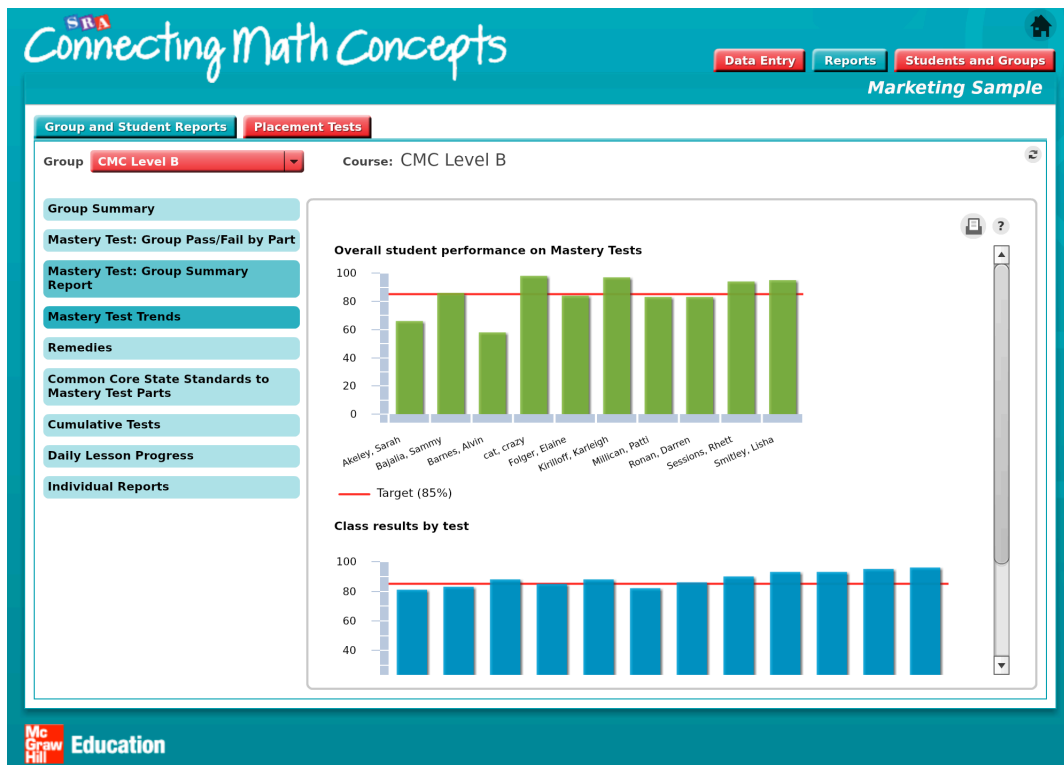 SRA
Connecting Math Concepts
Data Entry
Reports
Students and Groups
Marketing Sample
Group and Student Reports
Placement Tests
Group
CMC Level B
Course: CMC Level B
Group Summary
Mastery Test: Group Pass/Fail by Part
Mastery Test: Group Summary
Report
Mastery Test Trends
Remedies
Common Core State Standards to
Mastery Test Parts
Cumulative Tests
Daily Lesson Progress
Individual Reports
?
Overall student performance on Mastery Tests
100
80
60
40
20
0
Akeley, Sarah
Bajalia, Sammy
Barnes, Alvin
cat, crazy
Folger, Elaine
Kirilloff, Karleigh
Millican, Patti
Ronan, Darren
Sessions, Rhett
Smitley, Lisha
Target (85%)
Class results by test
100
80
60
40
Mc
Graw
Hill
Education